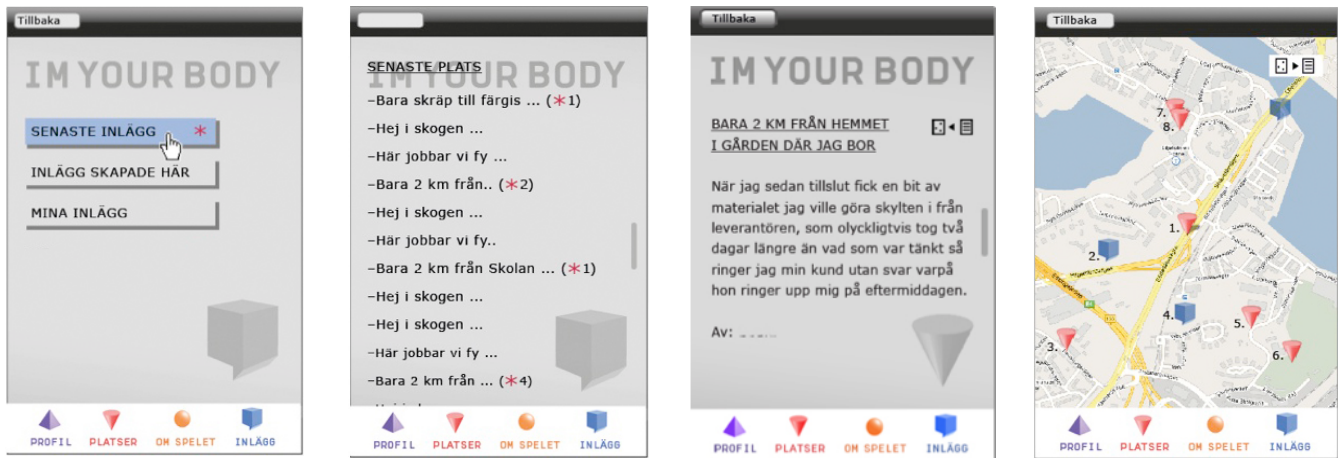 Tillbaka
IM YOUR BODY
SENASTE INLÄGG *
INLÄGG SKAPADE HÄR
MINA INLÄGG
PROFIL PLATSER OM SPELET INLÄGG
IM YOUR BODY
SENASTE PLATS
–Bara skräp till färgis ... (*1)
–Hej i skogen ...
–Här jobbar vi fy ...
–Bara 2 km från.. (*2)
–Hej i skogen ...
–Här jobbar vi fy..
–Bara 2 km från Skolan ... (*1)
–Hej i skogen ...
–Hej i skogen ...
–Här jobbar vi fy ...
–Bara 2 km från ... (*4)
PROFIL PLATSER OM SPELET INLÄGG
Tillbaka
IM YOUR BODY
BARA 2 KM FRÅN HEMMET
I GÅRDEN DÄR JAG BOR
När jag sedan tillslut fick en bit av
materialet jag ville göra skylten i från
leverantören, som olyckligtvis tog två
dagar längre än vad som var tänkt så
ringer jag min kund utan svar varpå
hon ringer upp mig på eftermiddagen.
Av:
PROFIL PLATSER OM SPELET INLÄGG
Tillbaka
7.
8.
1.
2.
4.
5.
3.
6.
PROFIL PLATSER OM SPELET INLÄGG